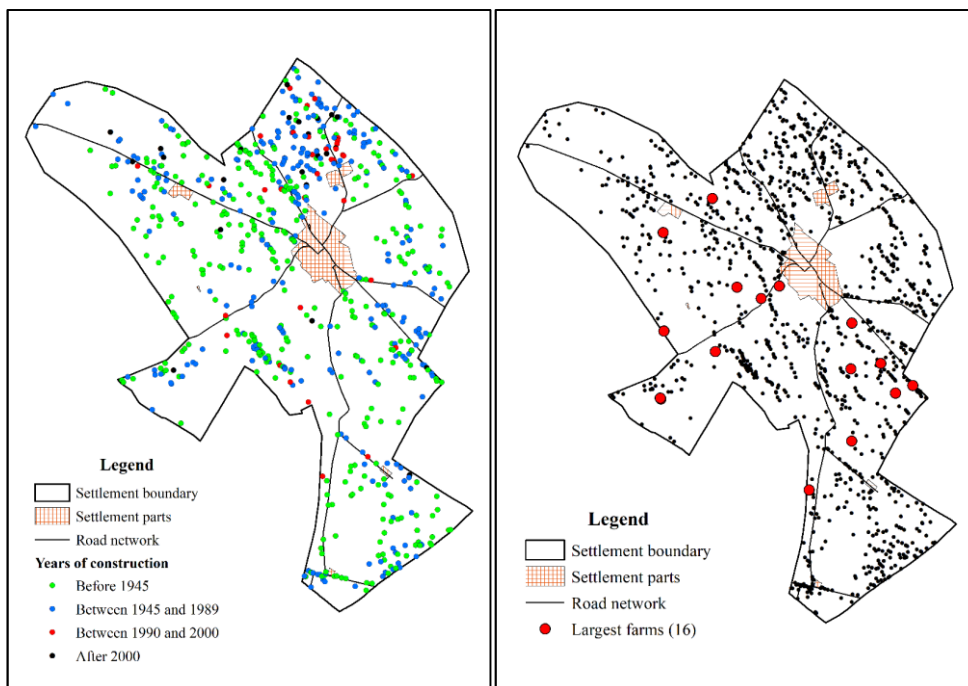 Legend
Settlement boundary
Settlement parts
Road network
Years of construction
Before 1945
Between 1945 and 1989
Between 1990 and 2000
After 2000
Legend
Settlement boundary
Settlement parts
Road network
Largest farms (16)